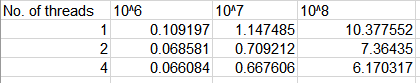 No. of threads 10^6 10^7 10^8
1 0.109197 1.147485 10.377552
2 0.068581 0.709212 7.36435
4 0.066084 0.667606 6.170317